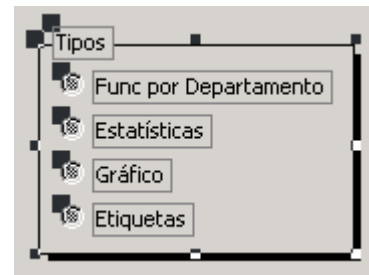 Tipos
Func por Departamento
Estatísticas
Gráfico
Etiquetas